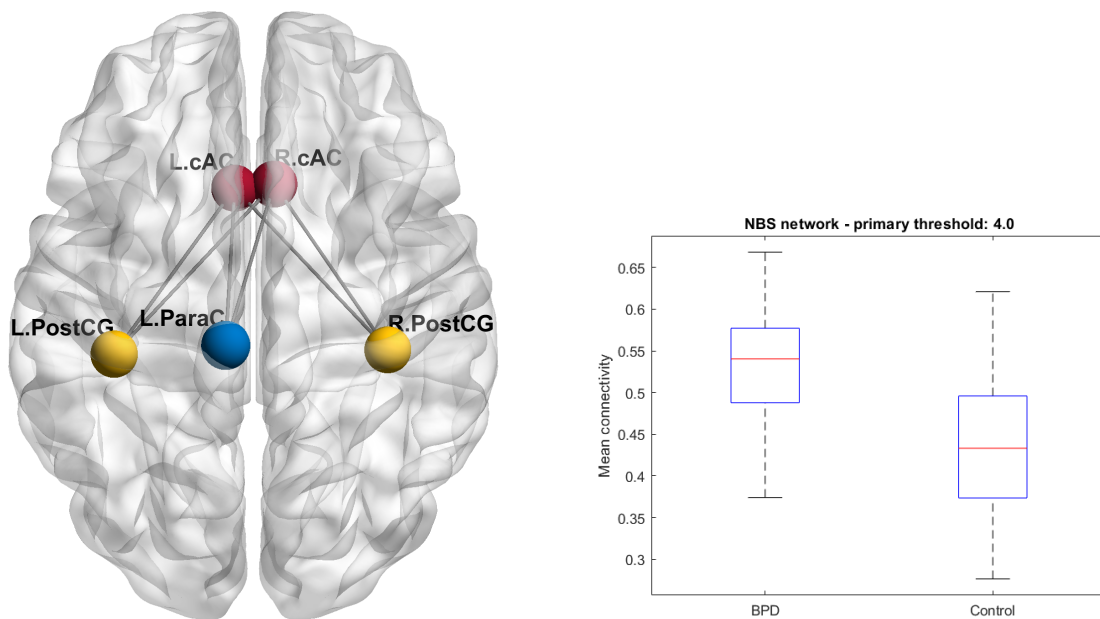 L.cAC
R.cAC
L.PostCG
L.ParaC
R.PostCG
NBS network - primary threshold: 4.0
Mean connectivity
0.65
0.6
0.55
0.5
0.45
0.4
0.35
0.3
BPD
Control